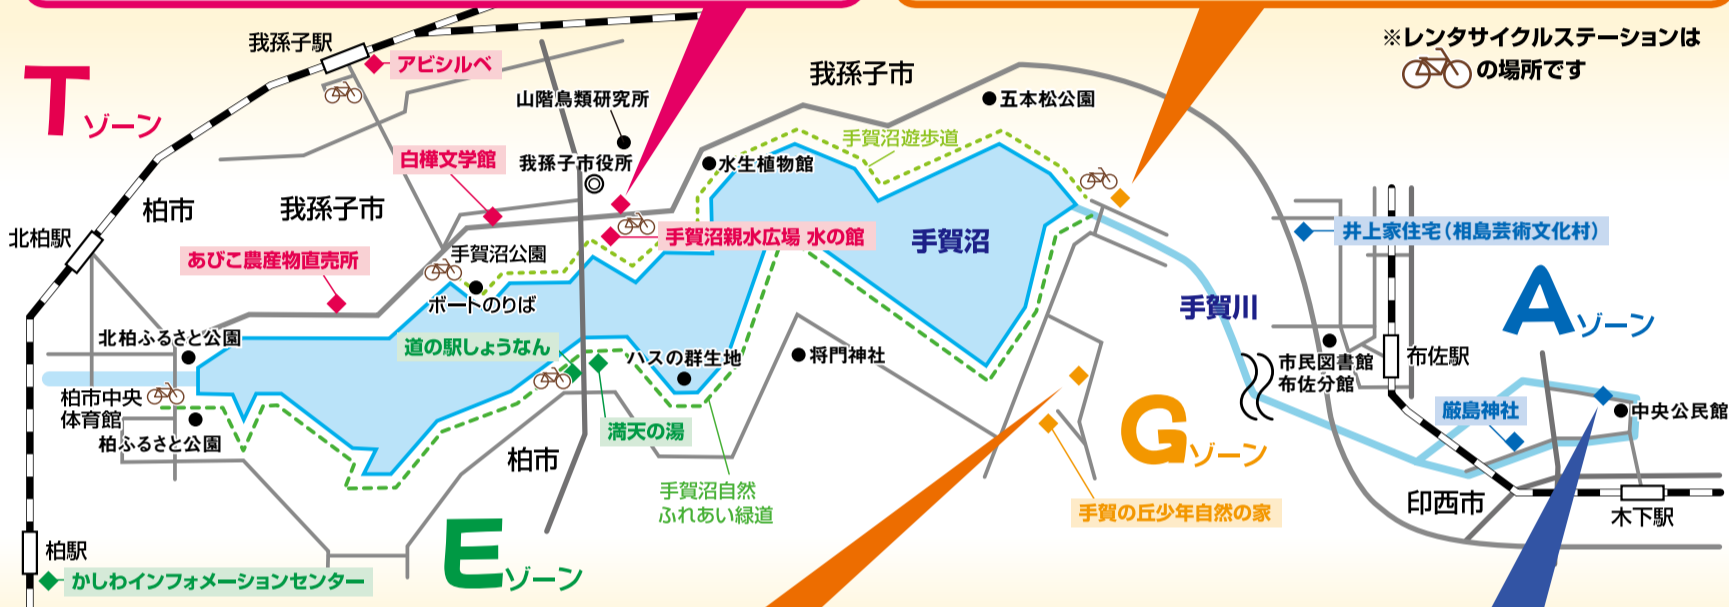 ※レンタサイクルステーションは
の場所です
我孫子駅
アビシルベ
Tゾーン
山階鳥類研究所
我孫子市
五本松公園
手賀沼遊歩道
白樺文学館
我孫子市役所
水生植物館
柏市
我孫子市
北柏駅
あびこ農産物直売所
手賀沼公園
手賀沼親水広場 水の館
手賀沼
井上家住宅(相島芸術文化村)
ボートのりば
手賀川
Aゾーン
北柏ふるさと公園
道の駅しょうなん
ハスの群生地
将門神社
市民図書館
布佐分館
布佐駅
柏市中央
体育館
柏ふるさと公園
満天の湯
柏市
Gゾーン
厳島神社
中央公民館
手賀沼自然
ふれあい緑道
手賀の丘少年自然の家
印西市
木下駅
柏駅
かしわインフォメーションセンター
Eゾーン